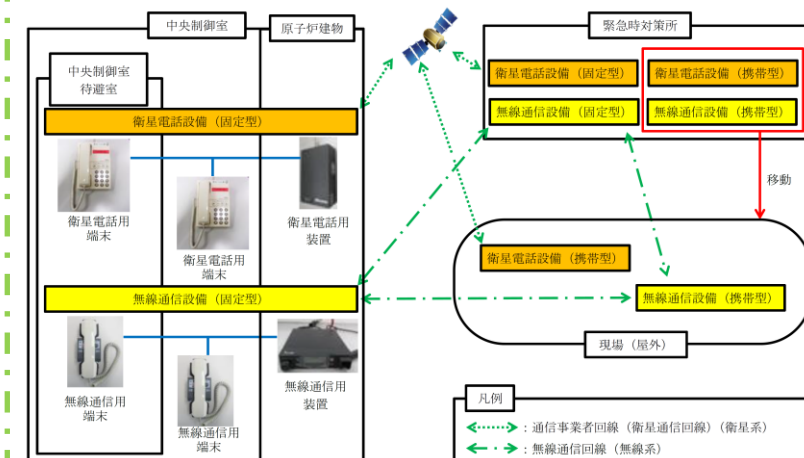 中央制御室
原子炉建物
中央制御室
待避室
衛星電話設備（固定型）
衛星電話用
端末
衛星電話用
端末
衛星電話用
装置
無線通信設備（固定型）
無線通信用
端末
無線通信用
端末
無線通信用
装置
緊急時対策所
衛星電話設備（固定型）
衛星電話設備（携帯型）
無線通信設備（固定型）
無線通信設備（携帯型）
移動
衛星電話設備（携帯型）
無線通信設備（携帯型）
現場（屋外）
凡例
：通信事業者回線（衛星通信回線）（衛星系）
：無線通信回線（無線系）